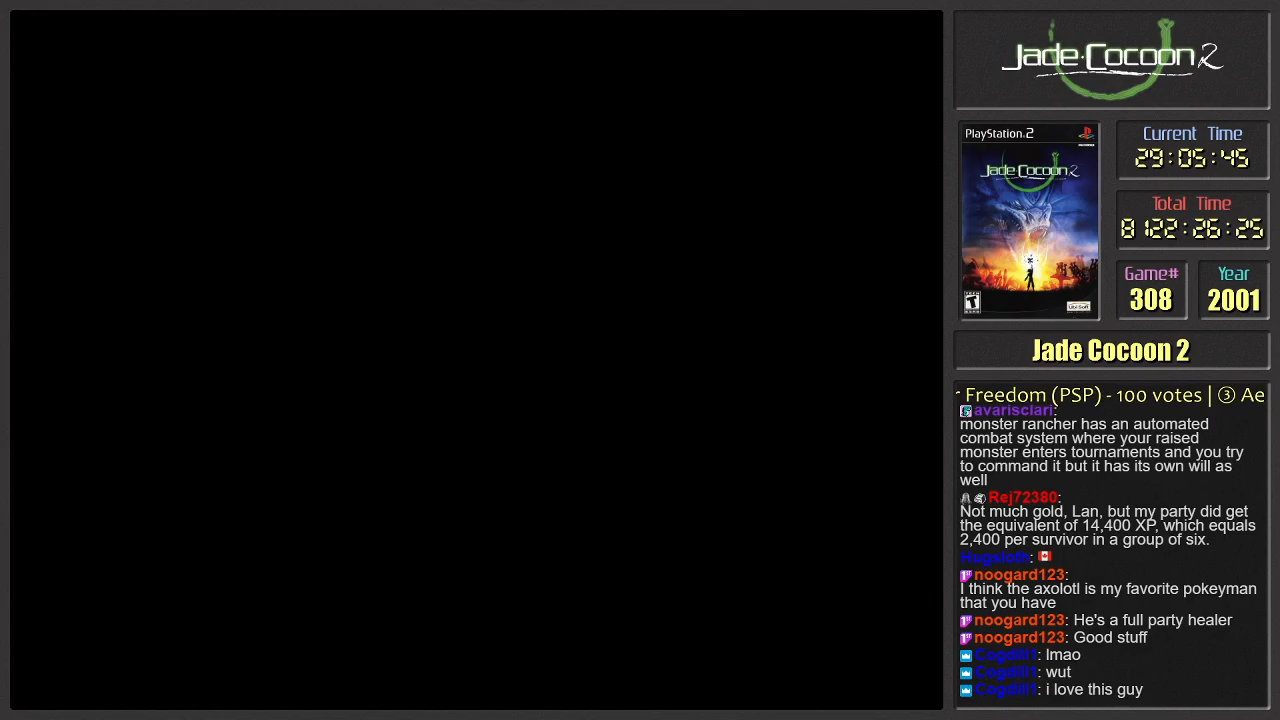 Jade·Cocoon 2
PlayStation.2
Jade·Cocoon 2
TEEN
Ubi Soft
Current Time
29:05:45
Total Time
8122:26:25
Game#
308
Year
2001
Jade Cocoon 2
r Freedom (PSP) - 100 votes | ③ Ae
avarisclari:
monster rancher has an automated
combat system where your raised
monster enters tournaments and you try
to command it but it has its own will as
well
Rej72380:
Not much gold, Lan, but my party did get
the equivalent of 14,400 XP, which equals
2,400 per survivor in a group of six.
Hugsloth:
noogard123:
I think the axolotl is my favorite pokeyman
that you have
noogard123: He's a full party healer
noogard123: Good stuff
Cogdill1: lmao
Cogdill1: wut
Cogdill1: i love this guy